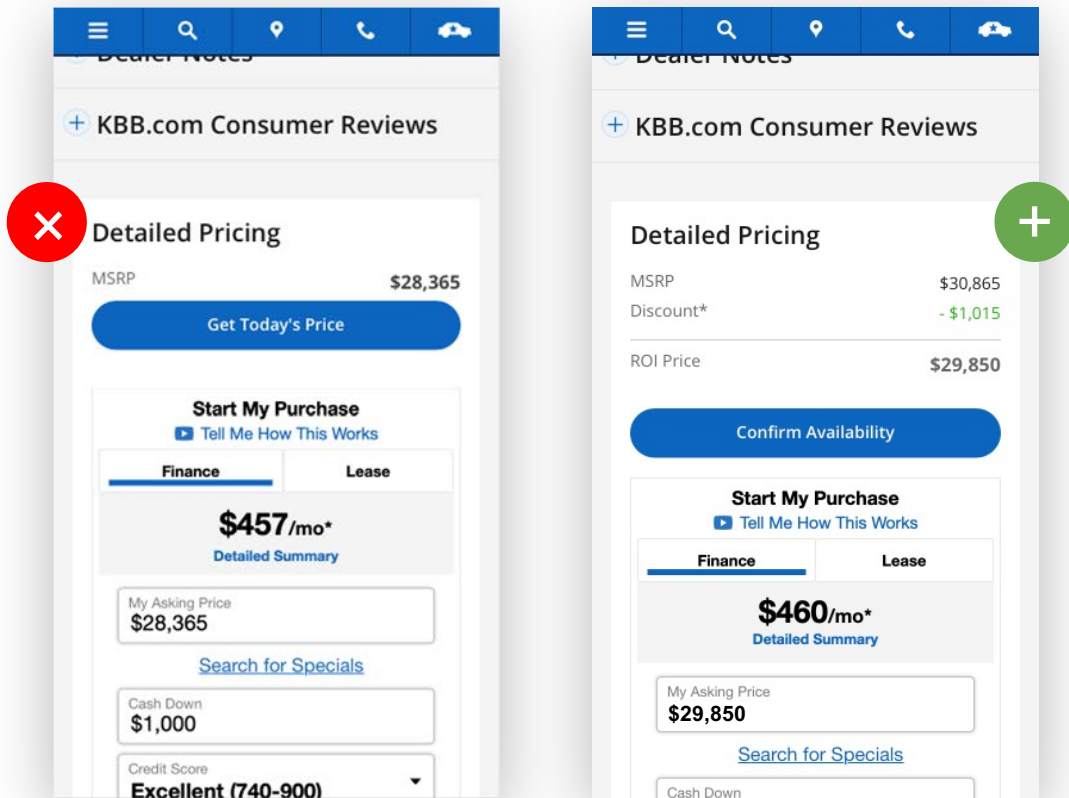 Dealer Notes
KBB.com Consumer Reviews
Detailed Pricing
MSRP $28,365
Get Today's Price
Start My Purchase
Tell Me How This Works
Finance Lease
$457/mo*
Detailed Summary
My Asking Price
$28,365
Search for Specials
Cash Down
$1,000
Credit Score
Excellent (740-900)
Dealer Notes
KBB.com Consumer Reviews
Detailed Pricing
MSRP $30,865
Discount* - $1,015
ROI Price $29,850
Confirm Availability
Start My Purchase
Tell Me How This Works
Finance Lease
$460/mo*
Detailed Summary
My Asking Price
$29,850
Search for Specials
Cash Down